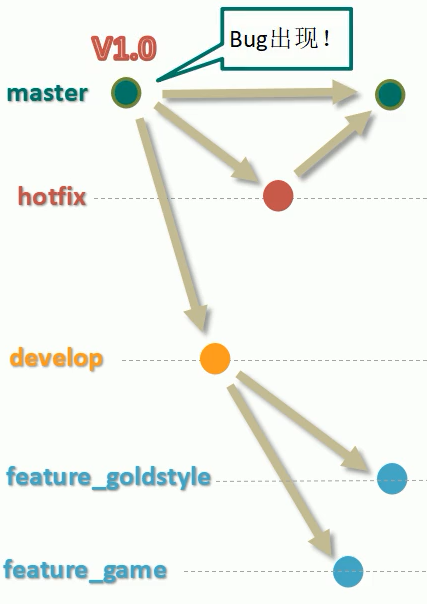 V1.0
Bug出现！
master
hotfix
develop
feature_goldstyle
feature_game